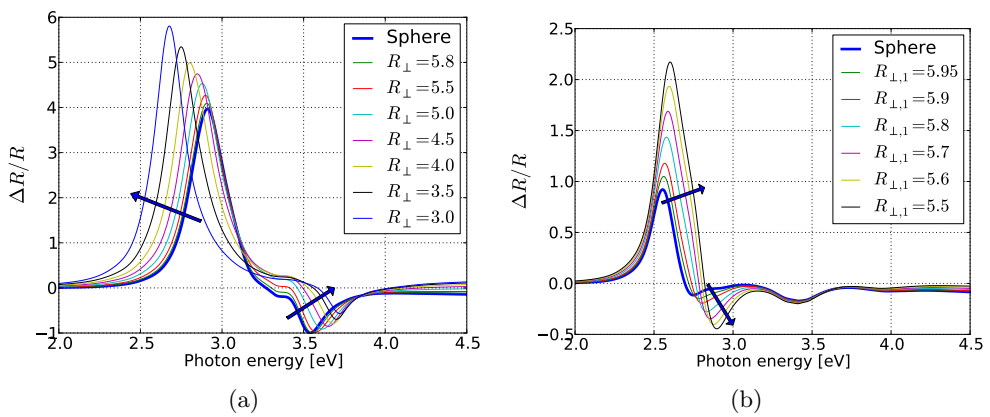 6
5
4
3
2
1
0
−1
2.0
2.5
3.0
3.5
4.0
4.5
ΔR/R
Photon energy [eV]
Sphere
R⊥=5.8
R⊥=5.5
R⊥=5.0
R⊥=4.5
R⊥=4.0
R⊥=3.5
R⊥=3.0
(a)
2.5
2.0
1.5
1.0
0.5
0.0
−0.5
2.0
2.5
3.0
3.5
4.0
4.5
ΔR/R
Photon energy [eV]
Sphere
R⊥,1=5.95
R⊥,1=5.9
R⊥,1=5.8
R⊥,1=5.7
R⊥,1=5.6
R⊥,1=5.5
(b)